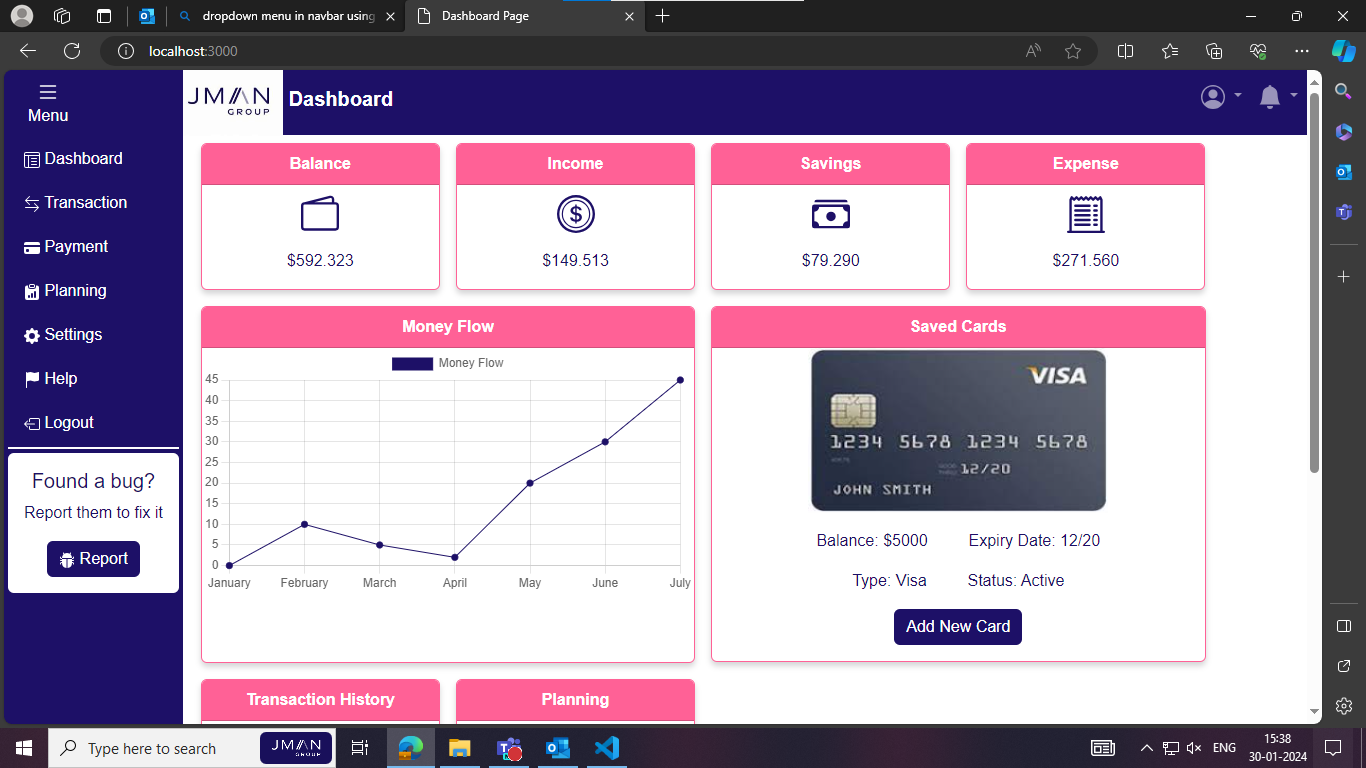 dropdown menu in navbar using
Dashboard Page
localhost:3000
Menu
JMAN
GROUP
Dashboard
Dashboard
Transaction
Payment
Planning
Settings
Help
Logout
Found a bug?
Report them to fix it
Report
Balance
$592.323
Income
$149.513
Savings
$79.290
Expense
$271.560
Money Flow
Money Flow
45
40
35
30
25
20
15
10
5
0
January February March April May June July
Saved Cards
VISA
1234 5678 1234 5678
12/20
JOHN SMITH
Balance: $5000 Expiry Date: 12/20
Type: Visa Status: Active
Add New Card
Transaction History
Planning
Type here to search
JMAN
GROUP
ENG
15:38
30-01-2024